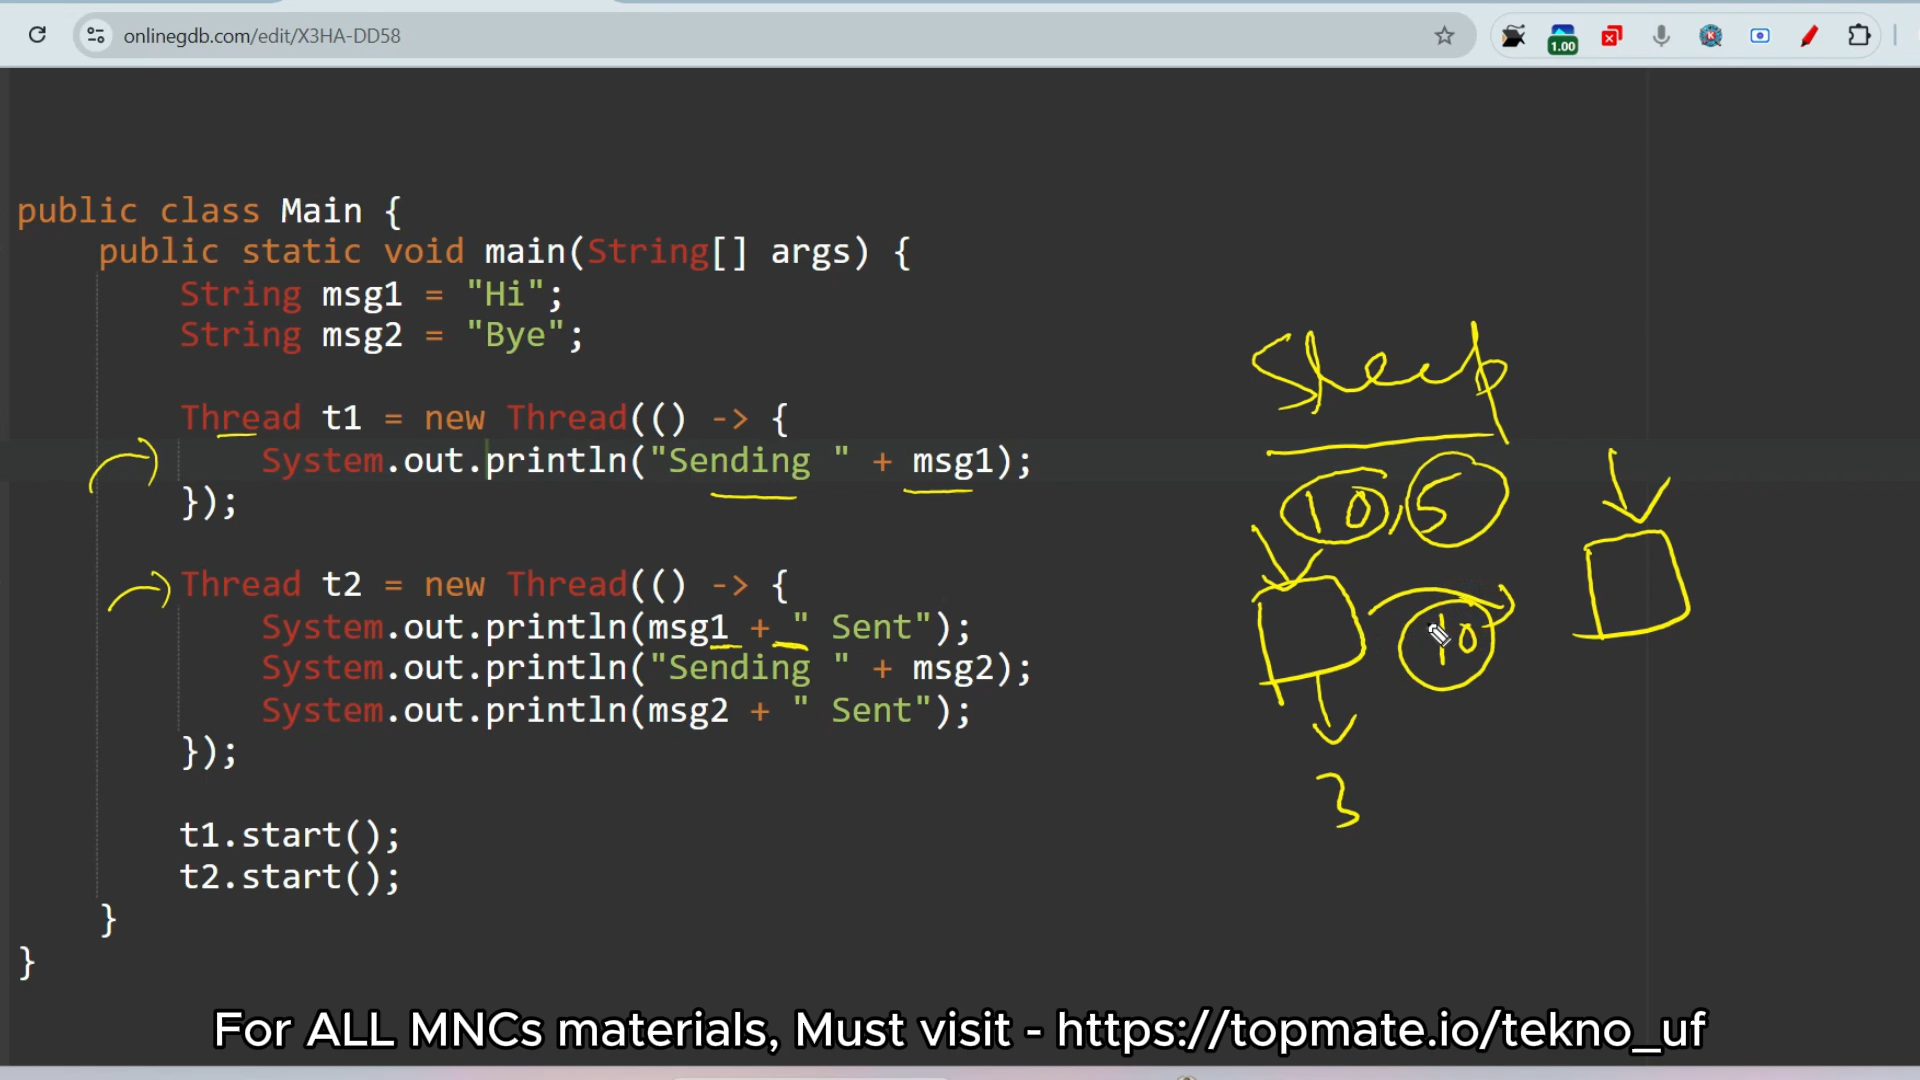 onlinegdb.com/edit/X3HA-DD58
1.00
public class Main {
public static void main(String[] args) {
String msg1 = "Hi";
String msg2 = "Bye";
Thread t1 = new Thread(() -> {
System.out.println("Sending " + msg1);
});
Thread t2 = new Thread(() -> {
System.out.println(msg1 + " Sent");
System.out.println("Sending " + msg2);
System.out.println(msg2 + " Sent");
});
t1.start();
t2.start();
}
}
Sleep
10, 5
10
3
For ALL MNCs materials, Must visit - https://topmate.io/tekno_uf